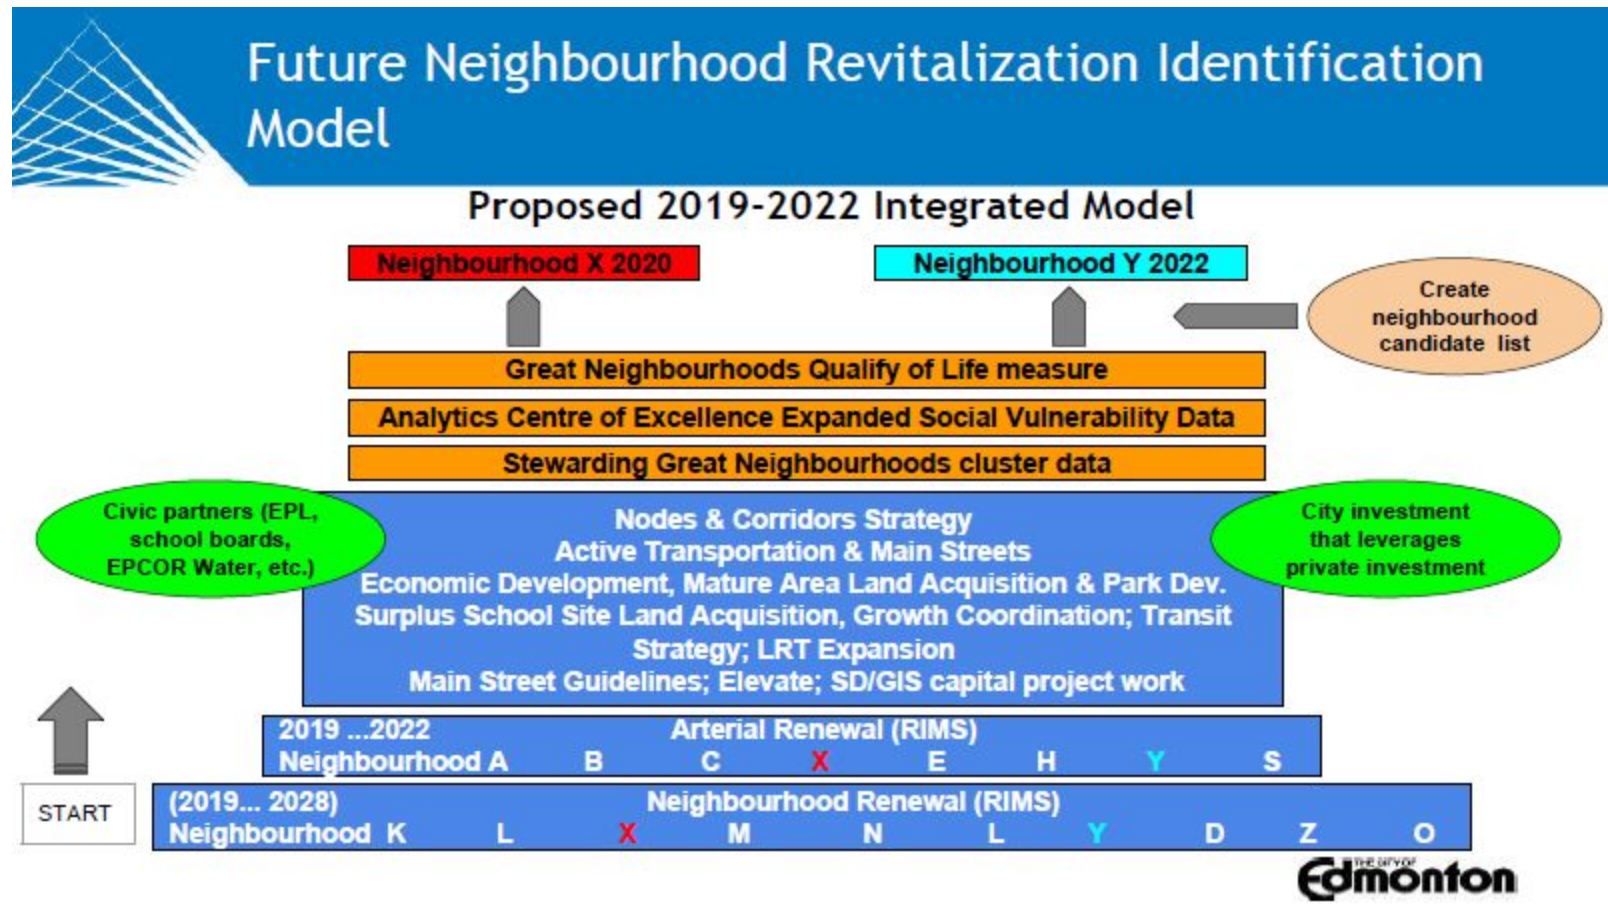 Future Neighbourhood Revitalization Identification
Model
Proposed 2019-2022 Integrated Model
Neighbourhood X 2020
Neighbourhood Y 2022
Create
neighbourhood
candidate list
Great Neighbourhoods Qualify of Life measure
Analytics Centre of Excellence Expanded Social Vulnerability Data
Stewarding Great Neighbourhoods cluster data
Civic partners (EPL,
school boards,
EPCOR Water, etc.)
Nodes & Corridors Strategy
Active Transportation & Main Streets
Economic Development, Mature Area Land Acquisition & Park Dev.
Surplus School Site Land Acquisition, Growth Coordination; Transit
Strategy; LRT Expansion
Main Street Guidelines; Elevate; SD/GIS capital project work
City investment
that leverages
private investment
2019 ...2022 Arterial Renewal (RIMS)
Neighbourhood A B C X E H Y S
START
(2019... 2028) Neighbourhood Renewal (RIMS)
Neighbourhood K L X M N L Y D Z O
THE CITY OF
Edmonton